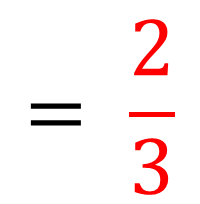 = 2/3